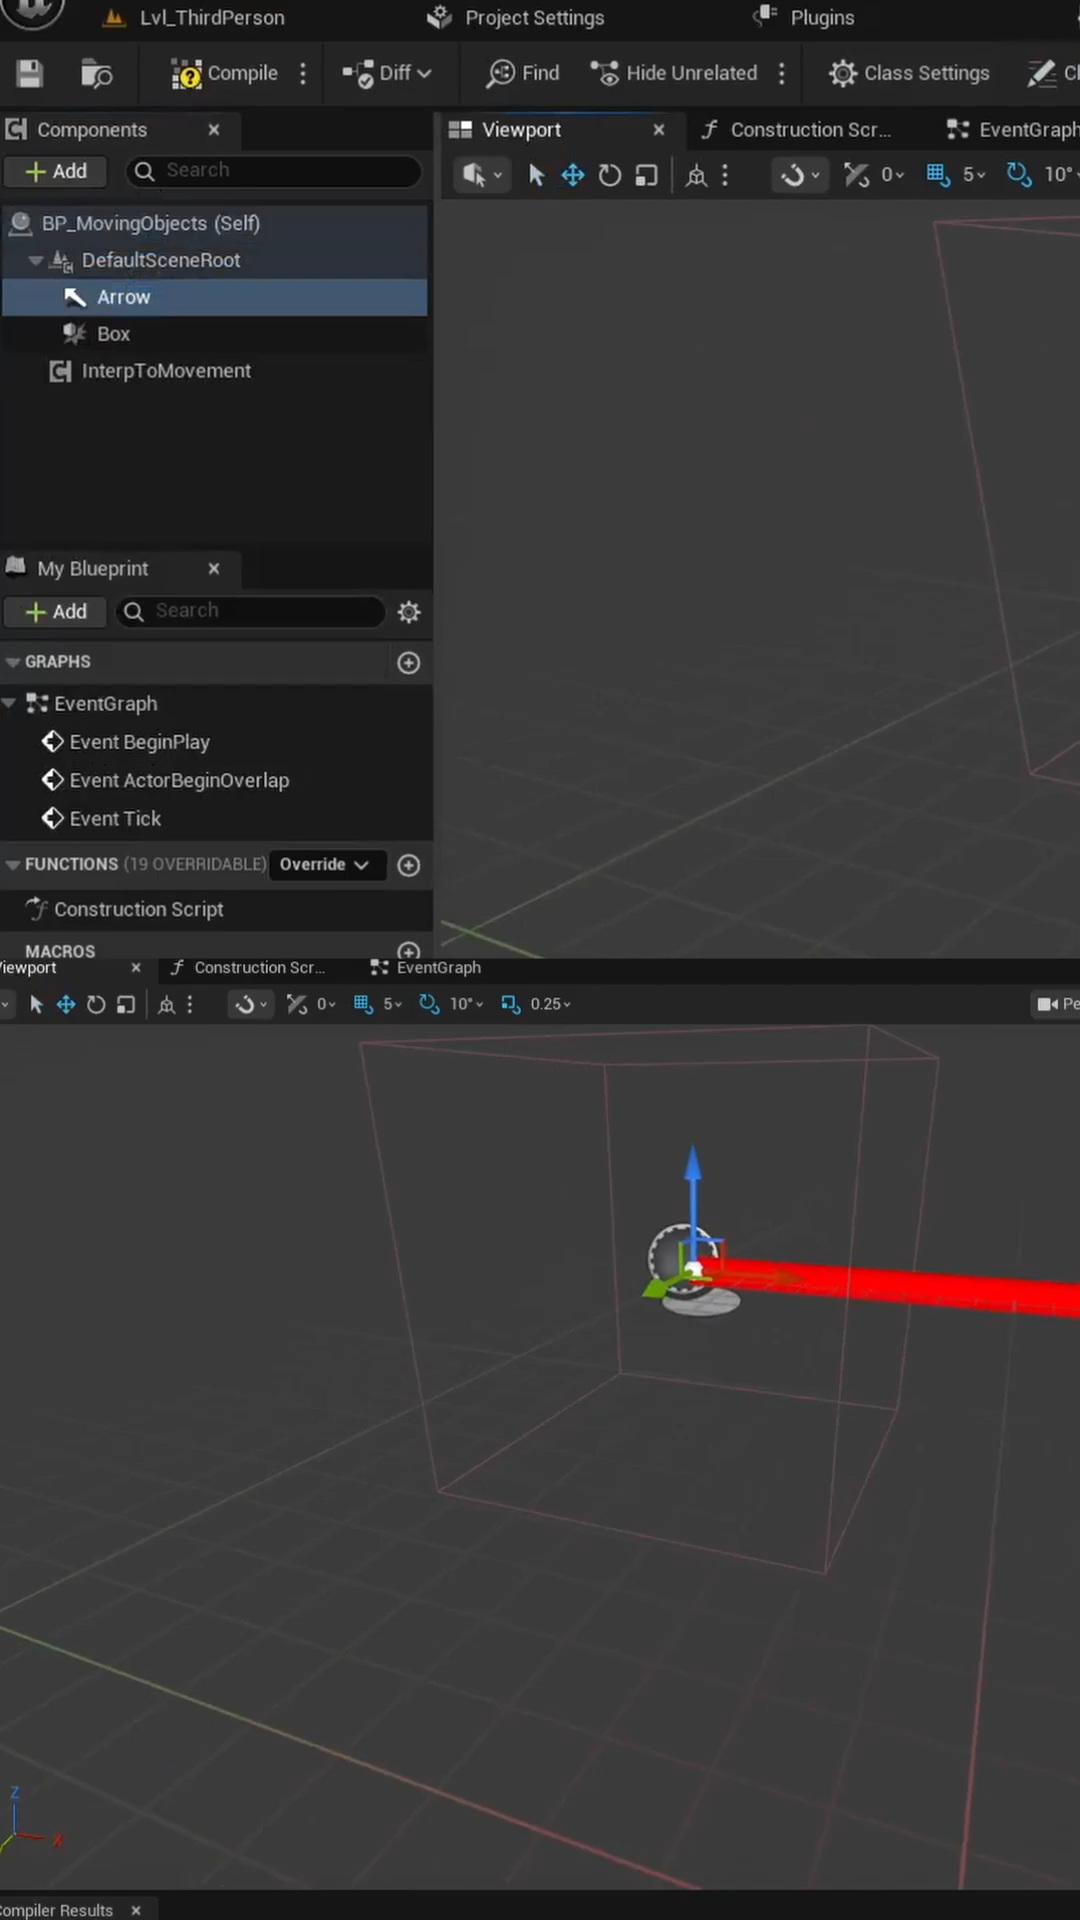 Lvl_ThirdPerson Project Settings Plugins
Compile Diff Find Hide Unrelated Class Settings
Components Viewport Construction Scr... EventGraph
Add Search 0 5 10°
BP_MovingObjects (Self)
DefaultSceneRoot
Arrow
Box
InterpToMovement
My Blueprint
Add Search
GRAPHS
EventGraph
Event BeginPlay
Event ActorBeginOverlap
Event Tick
FUNCTIONS (19 OVERRIDABLE) Override
Construction Script
MACROS
iewport Construction Scr... EventGraph
0 5 10° 0.25 Pe
Z
X
ompiler Results